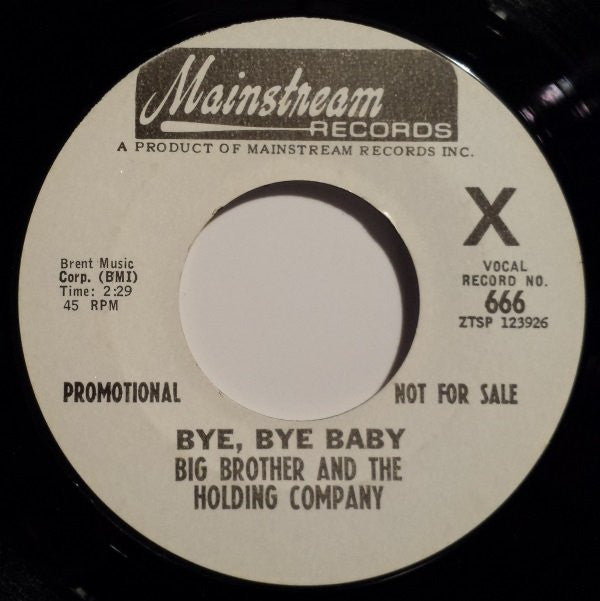 Mainstream
RECORDS
A PRODUCT OF MAINSTREAM RECORDS INC.
X
Brent Music
Corp. (BMI)
Time: 2:29
45 RPM
VOCAL
RECORD NO.
666
ZTSP 123926
PROMOTIONAL
NOT FOR SALE
BYE, BYE BABY
BIG BROTHER AND THE
HOLDING COMPANY